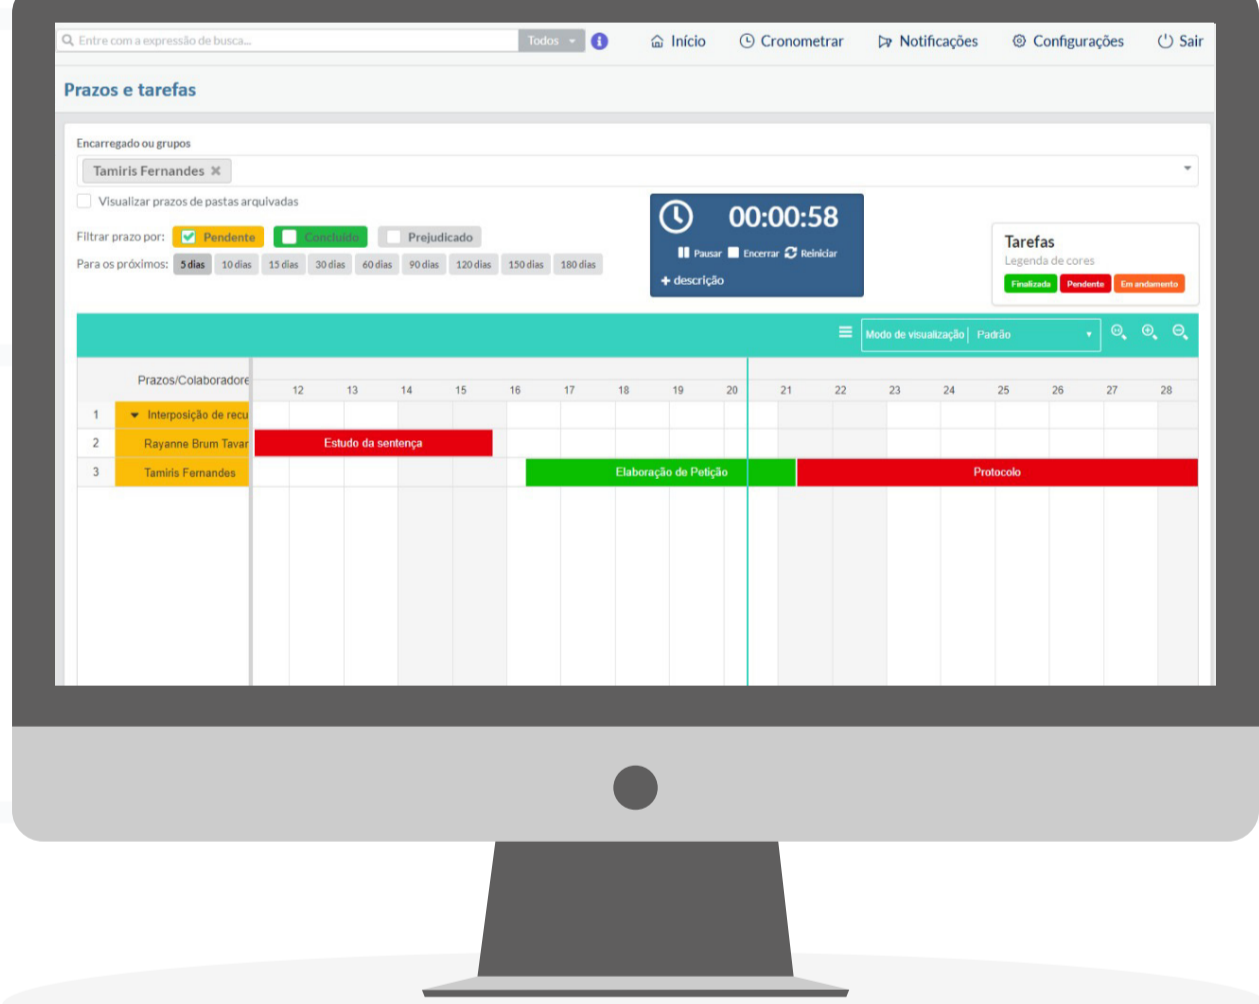 Entre com a expressão de busca... Todos Início Cronometrar Notificações Configurações Sair
Prazos e tarefas
Encarregado ou grupos
Tamiris Fernandes
Visualizar prazos de pastas arquivadas
Filtrar prazo por: Pendente Concluído Prejudicado
Para os próximos: 5 dias 10 dias 15 dias 30 dias 60 dias 90 dias 120 dias 150 dias 180 dias
00:00:58
Pausar Encerrar Reiniciar
+ descrição
Tarefas
Legenda de cores
Finalizada Pendente Em andamento
Modo de visualização Padrão
Prazos/Colaboradore 12 13 14 15 16 17 18 19 20 21 22 23 24 25 26 27 28
1 Interposição de recu
2 Rayanne Brum Tavar Estudo da sentença
3 Tamiris Fernandes Elaboração de Petição Protocolo